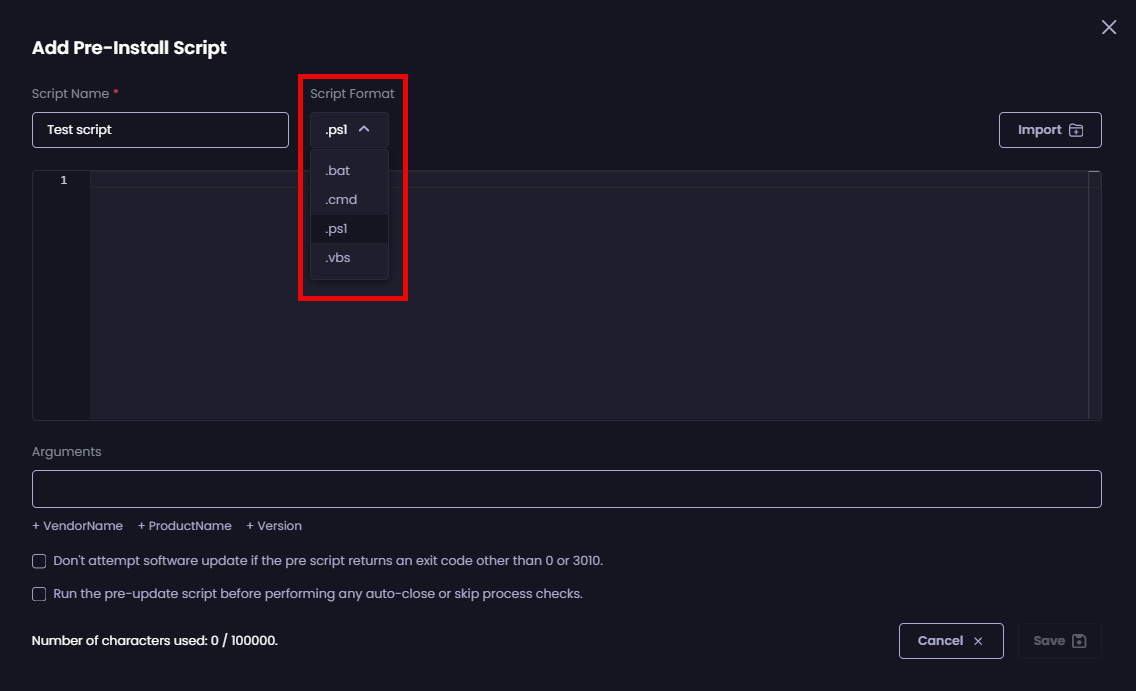 Add Pre-Install Script
Script Name *
Script Format
Test script
.ps1
Import
.bat
.cmd
.ps1
.vbs
1
Arguments
+ VendorName + ProductName + Version
Don't attempt software update if the pre script returns an exit code other than 0 or 3010.
Run the pre-update script before performing any auto-close or skip process checks.
Number of characters used: 0 / 100000.
Cancel
Save